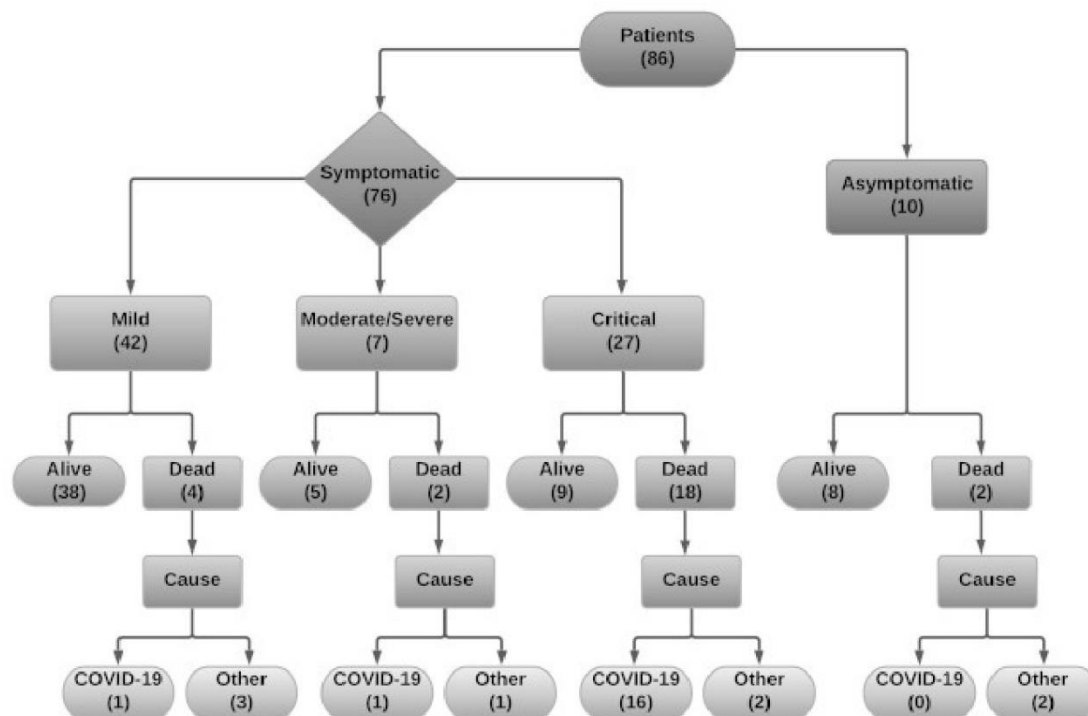 Patients
(86)
Symptomatic
(76)
Asymptomatic
(10)
Mild
(42)
Moderate/Severe
(7)
Critical
(27)
Alive
(38)
Dead
(4)
Alive
(5)
Dead
(2)
Alive
(9)
Dead
(18)
Alive
(8)
Dead
(2)
Cause
Cause
Cause
Cause
COVID-19
(1)
Other
(3)
COVID-19
(1)
Other
(1)
COVID-19
(16)
Other
(2)
COVID-19
(0)
Other
(2)